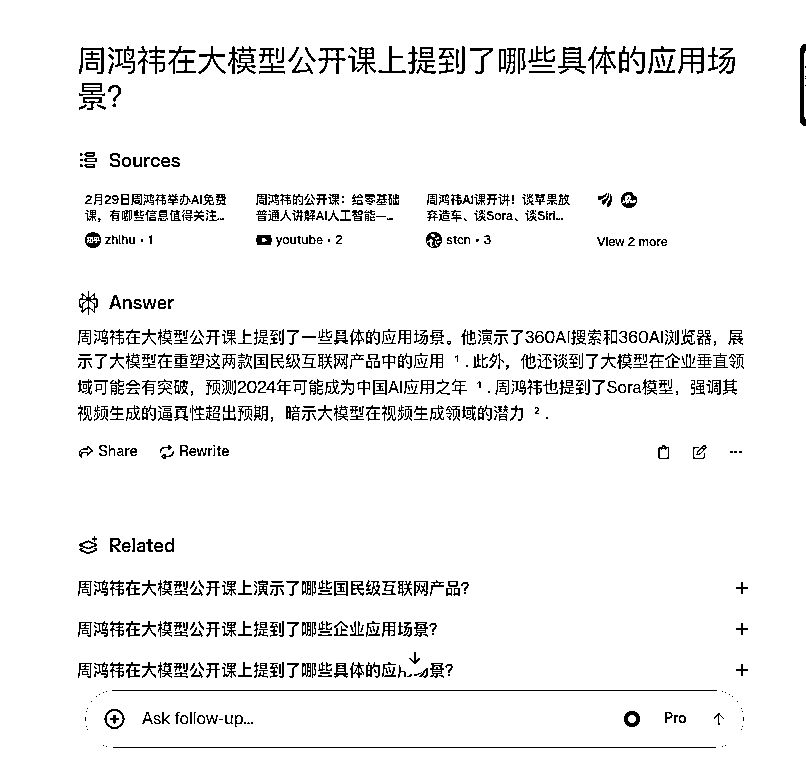 周鸿祎在大模型公开课上提到了哪些具体的应用场
景?
Sources
2月29日周鸿祎举办AI免费
课，有哪些信息值得关注...
知乎 zhihu · 1
周鸿祎的公开课：给零基础
普通人讲解AI人工智能—...
youtube · 2
周鸿祎AI课开讲！谈苹果放
弃造车、谈Sora、谈Siri...
stcn · 3
View 2 more
Answer
周鸿祎在大模型公开课上提到了一些具体的应用场景。他演示了360AI搜索和360AI浏览器，展
示了大模型在重塑这两款国民级互联网产品中的应用 1 . 此外，他还谈到了大模型在企业垂直领
域可能会有突破，预测2024年可能成为中国AI应用之年 1 . 周鸿祎也提到了Sora模型，强调其
视频生成的逼真性超出预期，暗示大模型在视频生成领域的潜力 2 .
Share Rewrite
Related
周鸿祎在大模型公开课上演示了哪些国民级互联网产品?
周鸿祎在大模型公开课上提到了哪些企业应用场景?
周鸿祎在大模型公开课上提到了哪些具体的应用场景?
Ask follow-up...
Pro